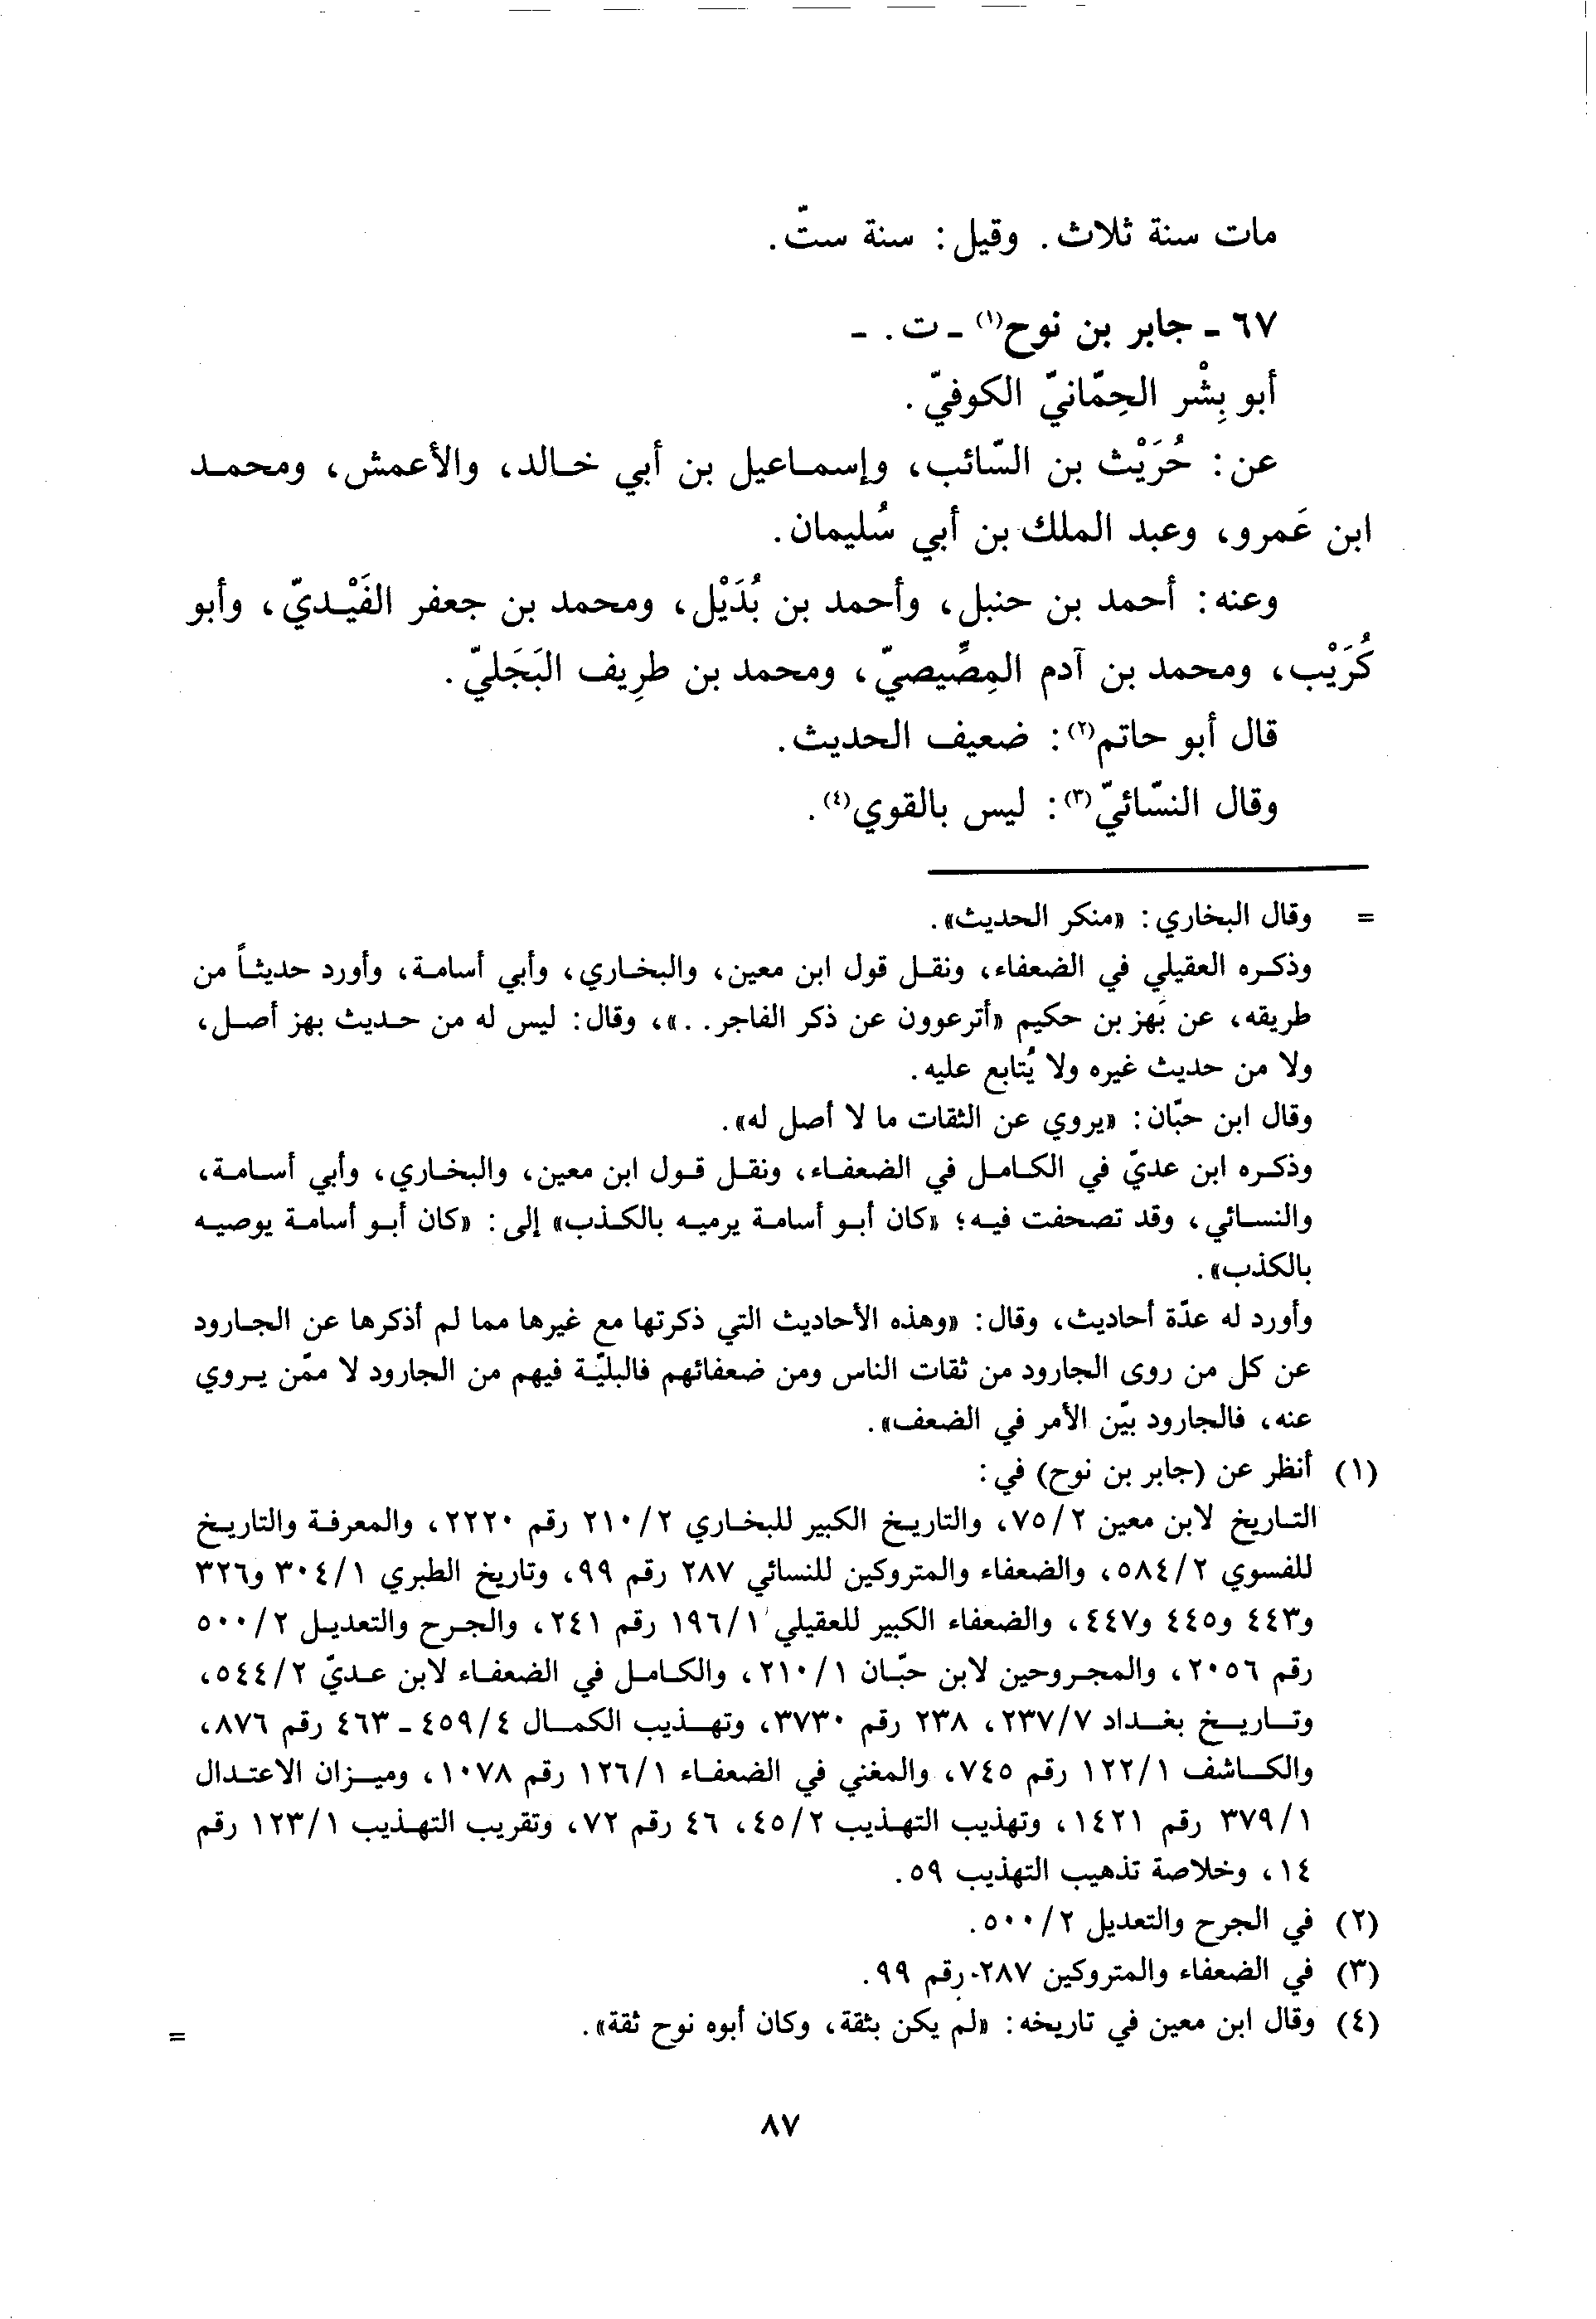 مات سنة ثلاث. وقيل: سنة ستّ.
٦٧ ـ جابر بن نوح(١) ـ ت. ـ
أبو بِشْر الحِمّانيّ الكوفيّ.
عن: حُرَيْث بن السّائب، وإسماعيل بن أبي خالد، والأعمش، ومحمد
ابن عَمرو، وعبد الملك بن أبي سُليمان.
وعنه: أحمد بن حنبل، وأحمد بن بُدَيْل، ومحمد بن جعفر الفَيْديّ، وأبو
كُرَيْب، ومحمد بن آدم المِصِّيصيّ، ومحمد بن طرِيف البَجَليّ.
قال أبو حاتم(٢): ضعيف الحديث.
وقال النسّائيّ(٣): ليس بالقوي(٤).
= وقال البخاري: «منكر الحديث».
وذكره العقيلي في الضعفاء، ونقل قول ابن معين، والبخاري، وأبي أسامة، وأورد حديثاً من
طريقه، عن بَهز بن حكيم «أترعوون عن ذكر الفاجر..»، وقال: ليس له من حديث بهز أصل،
ولا من حديث غيره ولا يُتابع عليه.
وقال ابن حبّان: «يروي عن الثقات ما لا أصل له».
وذكره ابن عديّ في الكامل في الضعفاء، ونقل قول ابن معين، والبخاري، وأبي أسامة،
والنسائي، وقد تصحفت فيه؛ «كان أبو أسامة يرميه بالكذب» إلى: «كان أبو أسامة يوصيه
بالكذب».
وأورد له عدّة أحاديث، وقال: «وهذه الأحاديث التي ذكرتها مع غيرها مما لم أذكرها عن الجارود
عن كل من روى الجارود من ثقات الناس ومن ضعفائهم فالبليّة فيهم من الجارود لا ممّن يروي
عنه، فالجارود بيّن الأمر في الضعف».
(١) أنظر عن (جابر بن نوح) في:
التاريخ لابن معين ٢/٧٥، والتاريخ الكبير للبخاري ٢/٢١٠ رقم ٢٢٢٠، والمعرفة والتاريخ
للفسوي ٢/٥٨٤، والضعفاء والمتروكين للنسائي ٢٨٧ رقم ٩٩، وتاريخ الطبري ١/٣٠٤ و٣٢٦
و٤٤٣ و٤٤٥ و٤٤٧، والضعفاء الكبير للعقيلي ١/١٩٦ رقم ٢٤١، والجرح والتعديل ٢/٥٠٠
رقم ٢٠٥٦، والمجروحين لابن حبّان ١/٢١٠، والكامل في الضعفاء لابن عديّ ٢/٥٤٤،
وتاريخ بغداد ٧/٢٣٧، ٢٣٨ رقم ٣٧٣٠، وتهذيب الكمال ٤/٤٥٩ ـ ٤٦٣ رقم ٨٧٦،
والكاشف ١/١٢٢ رقم ٧٤٥، والمغني في الضعفاء ١/١٢٦ رقم ١٠٧٨، وميزان الاعتدال
١/٣٧٩ رقم ١٤٢١، وتهذيب التهذيب ٢/٤٥، ٤٦ رقم ٧٢، وتقريب التهذيب ١/١٢٣ رقم
١٤، وخلاصة تذهيب التهذيب ٥٩.
(٢) في الجرح والتعديل ٢/٥٠٠.
(٣) في الضعفاء والمتروكين ٢٨٧ رقم ٩٩.
(٤) وقال ابن معين في تاريخه: «لم يكن بثقة، وكان أبوه نوح ثقة». =
٨٧